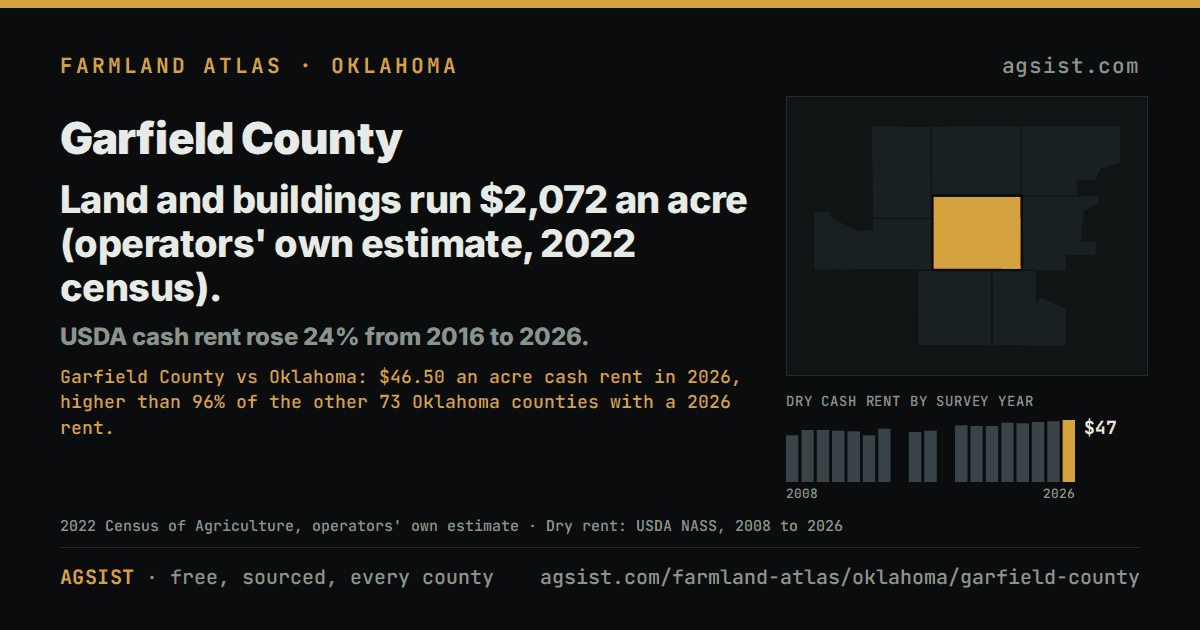 FARMLAND ATLAS · OKLAHOMA
agsist.com
Garfield County
Land and buildings run $2,072 an acre
(operators' own estimate, 2022
census).
USDA cash rent rose 24% from 2016 to 2026.
Garfield County vs Oklahoma: $46.50 an acre cash rent in 2026,
higher than 96% of the other 73 Oklahoma counties with a 2026
rent.
DRY CASH RENT BY SURVEY YEAR
$47
2008 2026
2022 Census of Agriculture, operators' own estimate · Dry rent: USDA NASS, 2008 to 2026
AGSIST · free, sourced, every county
agsist.com/farmland-atlas/oklahoma/garfield-county